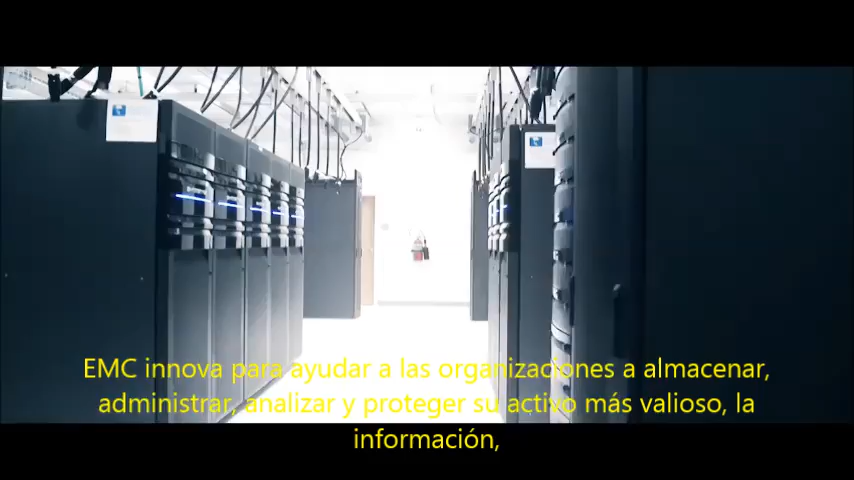 EMC innova para ayudar a las organizaciones a almacenar,
administrar, analizar y proteger su activo más valioso, la
información,